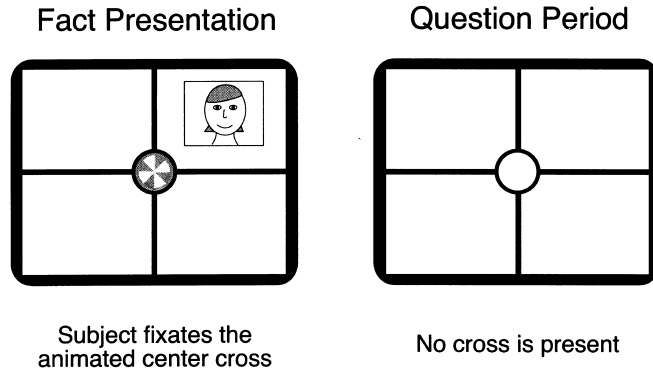 Fact Presentation
Question Period
Subject fixates the
animated center cross
No cross is present